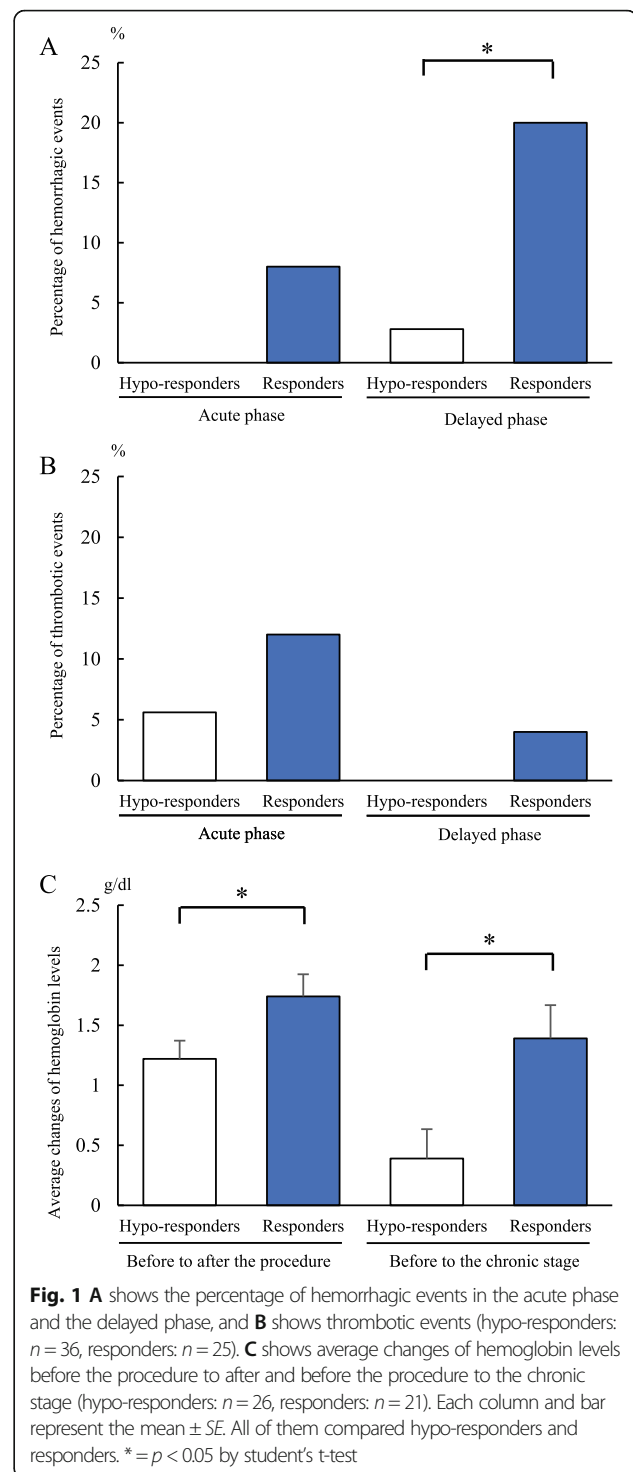 A
%
Percentage of hemorrhagic events
25
20
15
10
5
0
*
Hypo-responders Responders Hypo-responders Responders
Acute phase Delayed phase
B
%
Percentage of thrombotic events
25
20
15
10
5
0
Hypo-responders Responders Hypo-responders Responders
Acute phase Delayed phase
C
g/dl
Average changes of hemoglobin levels
2.5
2
1.5
1
0.5
0
*
*
Hypo-responders Responders Hypo-responders Responders
Before to after the procedure Before to the chronic stage
Fig. 1 A shows the percentage of hemorrhagic events in the acute phase
and the delayed phase, and B shows thrombotic events (hypo-responders:
n = 36, responders: n = 25). C shows average changes of hemoglobin levels
before the procedure to after and before the procedure to the chronic
stage (hypo-responders: n = 26, responders: n = 21). Each column and bar
represent the mean ± SE. All of them compared hypo-responders and
responders. * = p < 0.05 by student's t-test